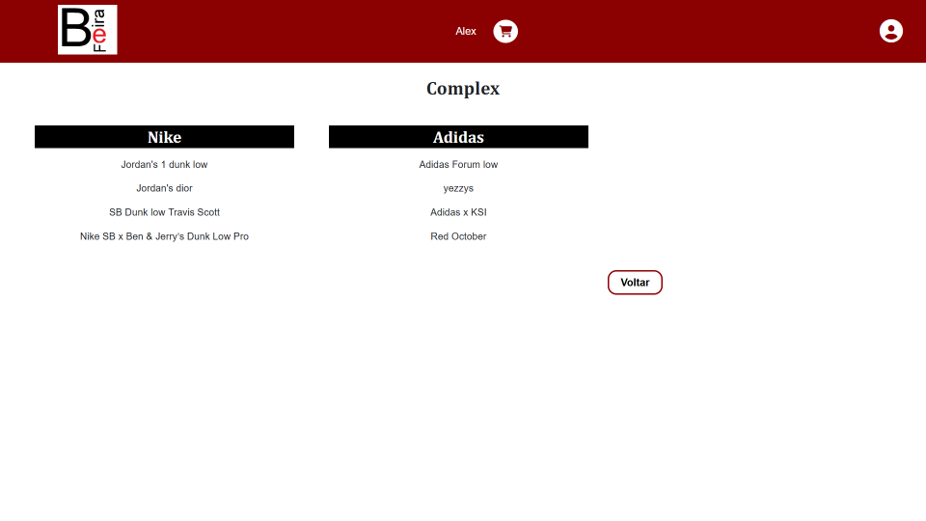 Beira
Feira
Alex
Complex
Nike
Jordan's 1 dunk low
Jordan's dior
SB Dunk low Travis Scott
Nike SB x Ben & Jerry's Dunk Low Pro
Adidas
Adidas Forum low
yezzys
Adidas x KSI
Red October
Voltar